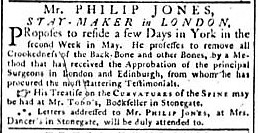 Mr. PHILIP JONES,
STAY-MAKER in LONDON,
PRoposes to reside a few Days in York in the
second Week in May. He professes to remove all
Crookedness of the Back-Bone and other Bones, by a Me-
thod that has received the Approbation of the principal
Surgeons in London and Edinburgh, from whom he has
procured the most flattering Testimonials.
His Treatise on the CURVATURES of the SPINE may
be had at Mr. TODD's, Bookseller in Stonegate.
*** Letters addressed to Mr. PHILIP JONES, at Mrs.
Dancer's in Stonegate, will be duly attended to.